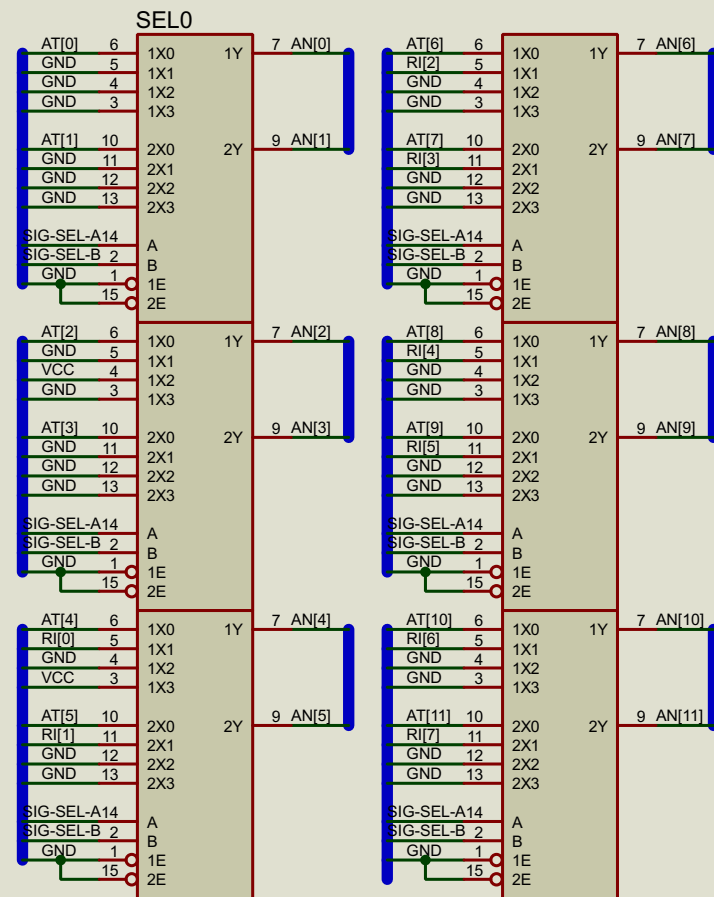 SEL0
AT[0] 6 1X0 1Y 7 AN[0]
GND 5 1X1
GND 4 1X2
GND 3 1X3
AT[1] 10 2X0 2Y 9 AN[1]
GND 11 2X1
GND 12 2X2
GND 13 2X3
SIG-SEL-A 14 A
SIG-SEL-B 2 B
GND 1 1E
15 2E
AT[2] 6 1X0 1Y 7 AN[2]
GND 5 1X1
VCC 4 1X2
GND 3 1X3
AT[3] 10 2X0 2Y 9 AN[3]
GND 11 2X1
GND 12 2X2
GND 13 2X3
SIG-SEL-A 14 A
SIG-SEL-B 2 B
GND 1 1E
15 2E
AT[4] 6 1X0 1Y 7 AN[4]
RI[0] 5 1X1
GND 4 1X2
VCC 3 1X3
AT[5] 10 2X0 2Y 9 AN[5]
RI[1] 11 2X1
GND 12 2X2
GND 13 2X3
SIG-SEL-A 14 A
SIG-SEL-B 2 B
GND 1 1E
15 2E
AT[6] 6 1X0 1Y 7 AN[6]
RI[2] 5 1X1
GND 4 1X2
GND 3 1X3
AT[7] 10 2X0 2Y 9 AN[7]
RI[3] 11 2X1
GND 12 2X2
GND 13 2X3
SIG-SEL-A 14 A
SIG-SEL-B 2 B
GND 1 1E
15 2E
AT[8] 6 1X0 1Y 7 AN[8]
RI[4] 5 1X1
GND 4 1X2
GND 3 1X3
AT[9] 10 2X0 2Y 9 AN[9]
RI[5] 11 2X1
GND 12 2X2
GND 13 2X3
SIG-SEL-A 14 A
SIG-SEL-B 2 B
GND 1 1E
15 2E
AT[10] 6 1X0 1Y 7 AN[10]
RI[6] 5 1X1
GND 4 1X2
GND 3 1X3
AT[11] 10 2X0 2Y 9 AN[11]
RI[7] 11 2X1
GND 12 2X2
GND 13 2X3
SIG-SEL-A 14 A
SIG-SEL-B 2 B
GND 1 1E
15 2E